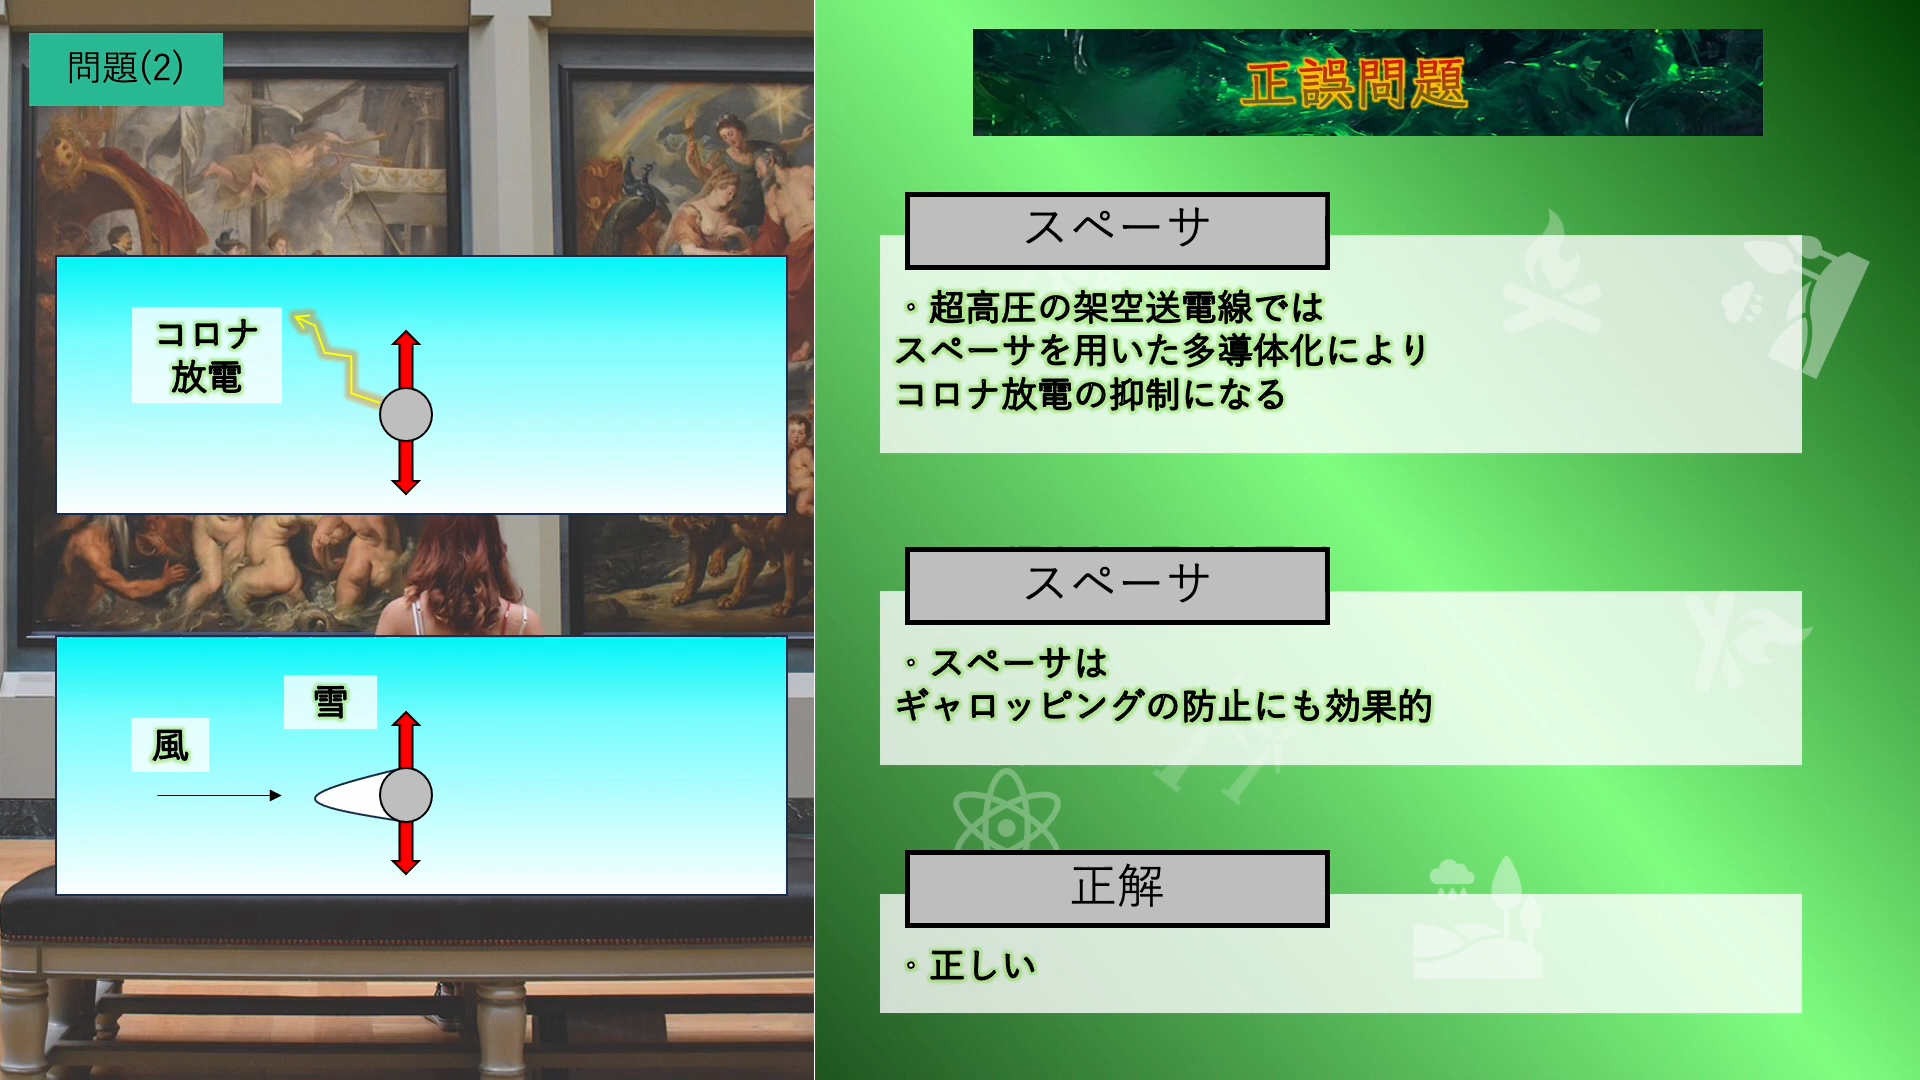 問題(2)
コロナ
放電
雪
風
正誤問題
スペーサ
・超高圧の架空送電線では
スペーサを用いた多導体化により
コロナ放電の抑制になる
スペーサ
・スペーサは
ギャロッピングの防止にも効果的
正解
・正しい